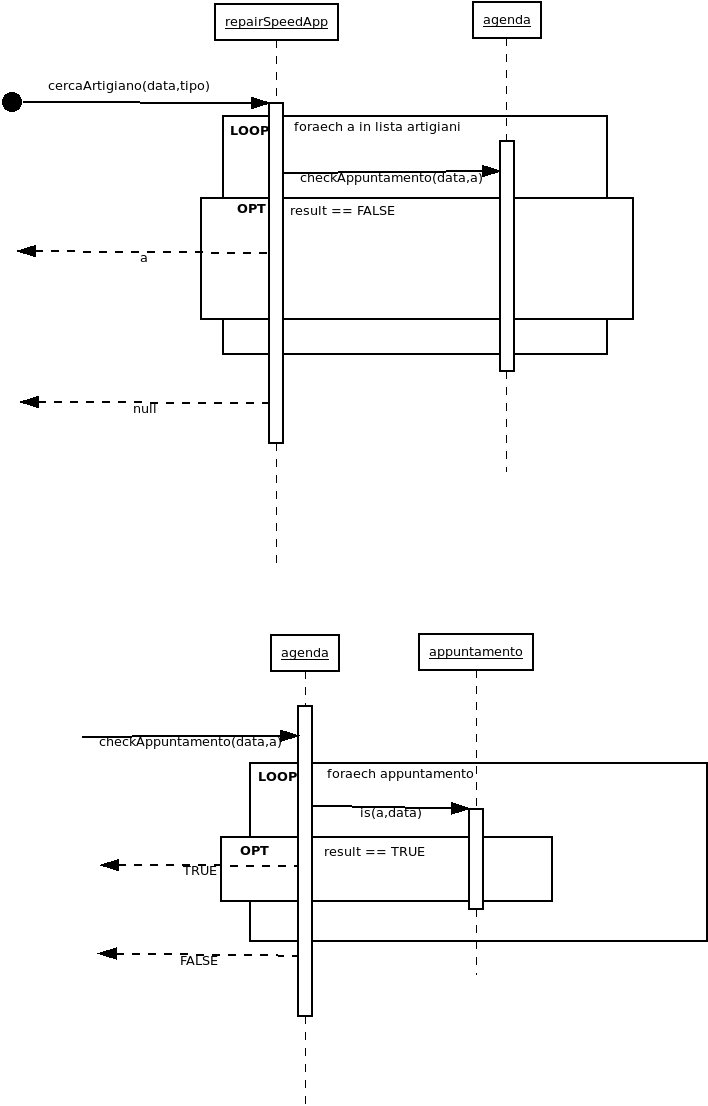 repairSpeedApp
agenda
cercaArtigiano(data,tipo)
LOOP
foraech a in lista artigiani
checkAppuntamento(data,a)
OPT
result == FALSE
a
null
agenda
appuntamento
checkAppuntamento(data,a)
LOOP
foraech appuntamento
is(a,data)
OPT
result == TRUE
TRUE
FALSE